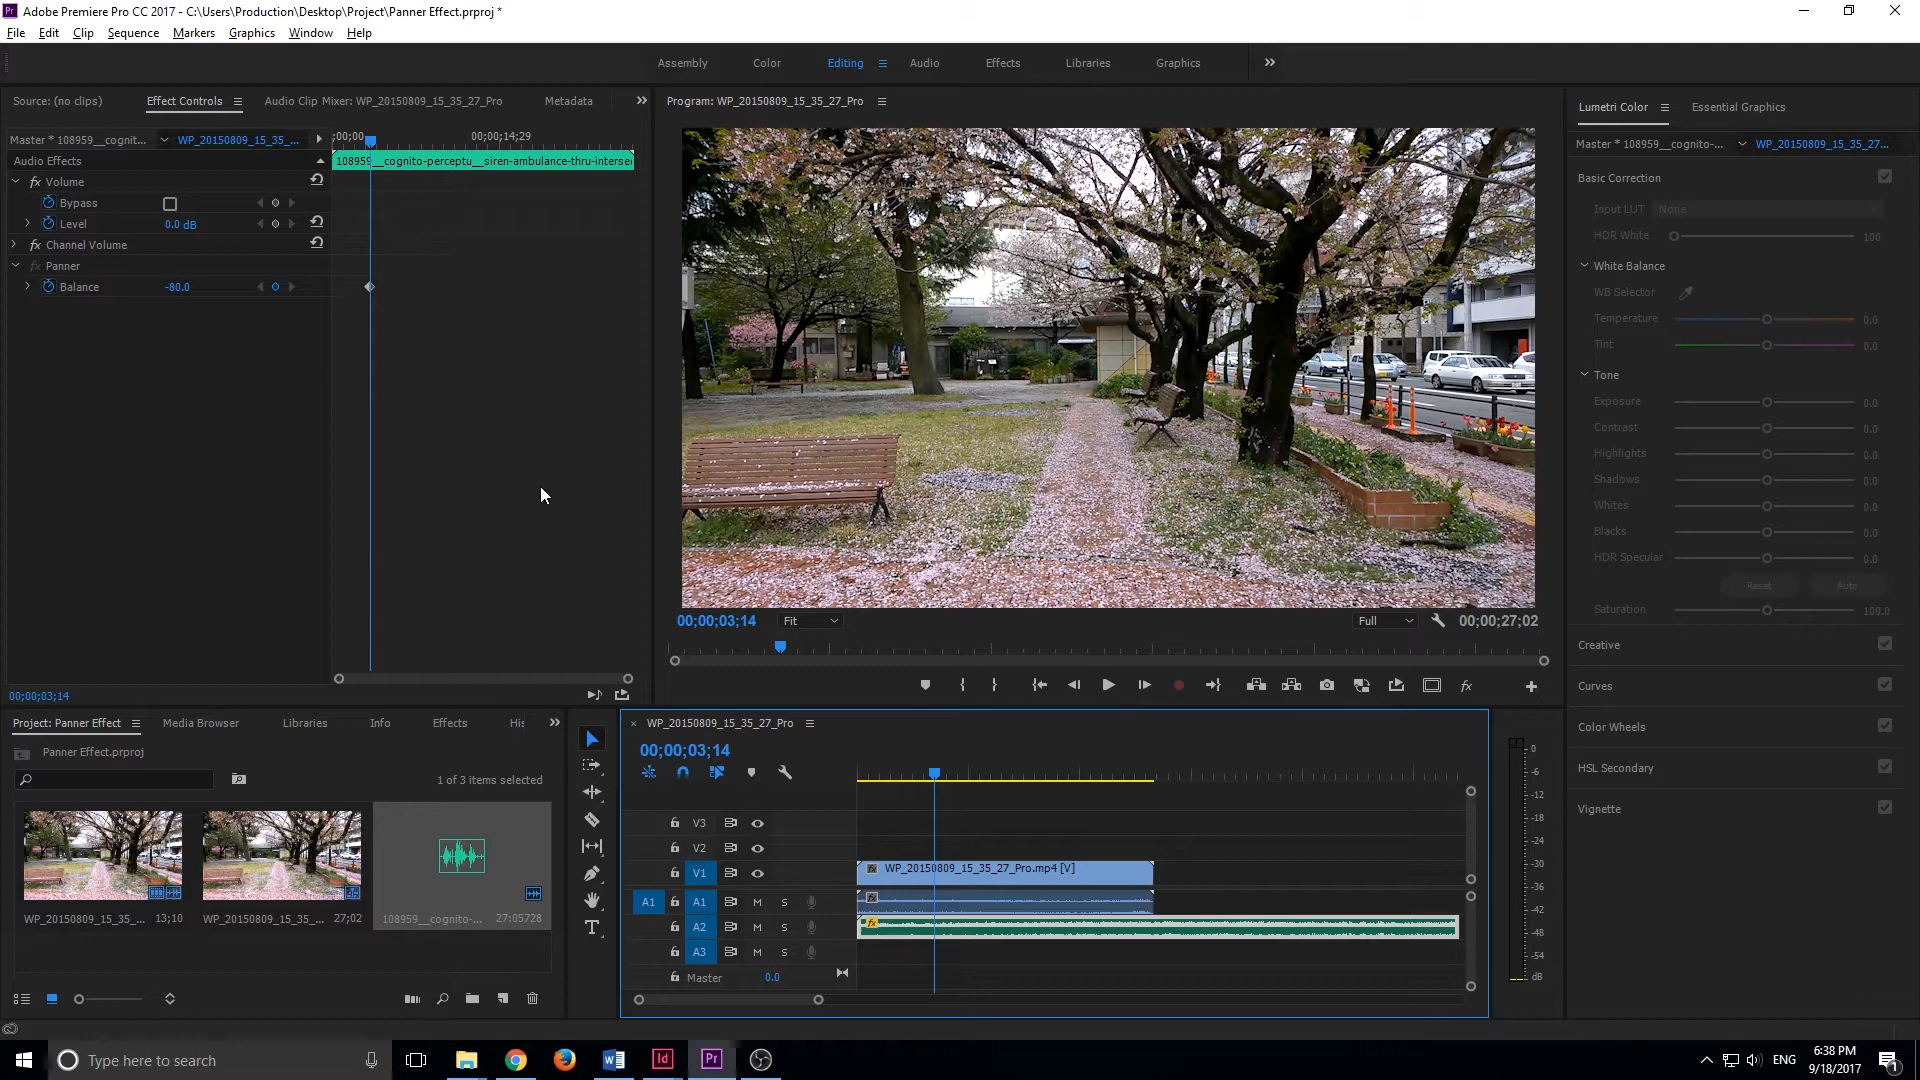 Adobe Premiere Pro CC 2017 - C:\Users\Production\Desktop\Project\Panner Effect.prproj *
File Edit Clip Sequence Markers Graphics Window Help
Assembly Color Editing Audio Effects Libraries Graphics
Source: (no clips) Effect Controls Audio Clip Mixer: WP_20150809_15_35_27_Pro Metadata
Master * 108959__cognit... WP_20150809_15_35_... ;00;00 00;00;14;29
Audio Effects 108959__cognito-perceptu__siren-ambulance-thru-interse
fx Volume
Bypass
Level 0.0 dB
fx Channel Volume
fx Panner
Balance -80.0
00;00;03;14
Program: WP_20150809_15_35_27_Pro
00;00;03;14 Fit Full 00;00;27;02
fx
Lumetri Color Essential Graphics
Master * 108959__cognito-... WP_20150809_15_35_27...
Basic Correction
Input LUT None
HDR White 100
White Balance
WB Selector
Temperature 0.0
Tint 0.0
Tone
Exposure 0.0
Contrast 0.0
Highlights 0.0
Shadows 0.0
Whites 0.0
Blacks 0.0
HDR Specular 0.0
Reset Auto
Saturation 100.0
Creative
Curves
Color Wheels
HSL Secondary
Vignette
Project: Panner Effect Media Browser Libraries Info Effects His
Panner Effect.prproj
1 of 3 items selected
WP_20150809_15_35_... 13;10 WP_20150809_15_35_... 27;02 108959__cognito-... 27:05728
T
WP_20150809_15_35_27_Pro
00;00;03;14
V3
V2
V1 fx WP_20150809_15_35_27_Pro.mp4 [V]
A1 A1 M S fx
A2 M S fx
A3 M S
Master 0.0
0
-6
-12
-18
-24
-30
-36
-42
-48
-54
dB
Type here to search
W
Id
Pr
ENG
6:38 PM
9/18/2017
1